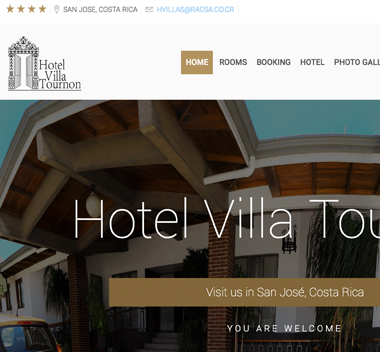 SAN JOSE, COSTA RICA HVILLAS@RACSA.CO.CR
Hotel
Villa
Tournon
HOME ROOMS BOOKING HOTEL PHOTO GALL
Hotel Villa Tou
Visit us in San José, Costa Rica
YOU ARE WELCOME